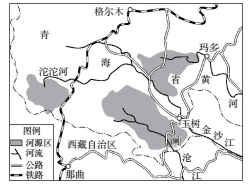 格尔木
青
海
玛多
沱沱河
省
黄
河
玉树
金
沙
江
澜
沧
江
西藏自治区
那曲
图例
河源区
河流
公路
铁路